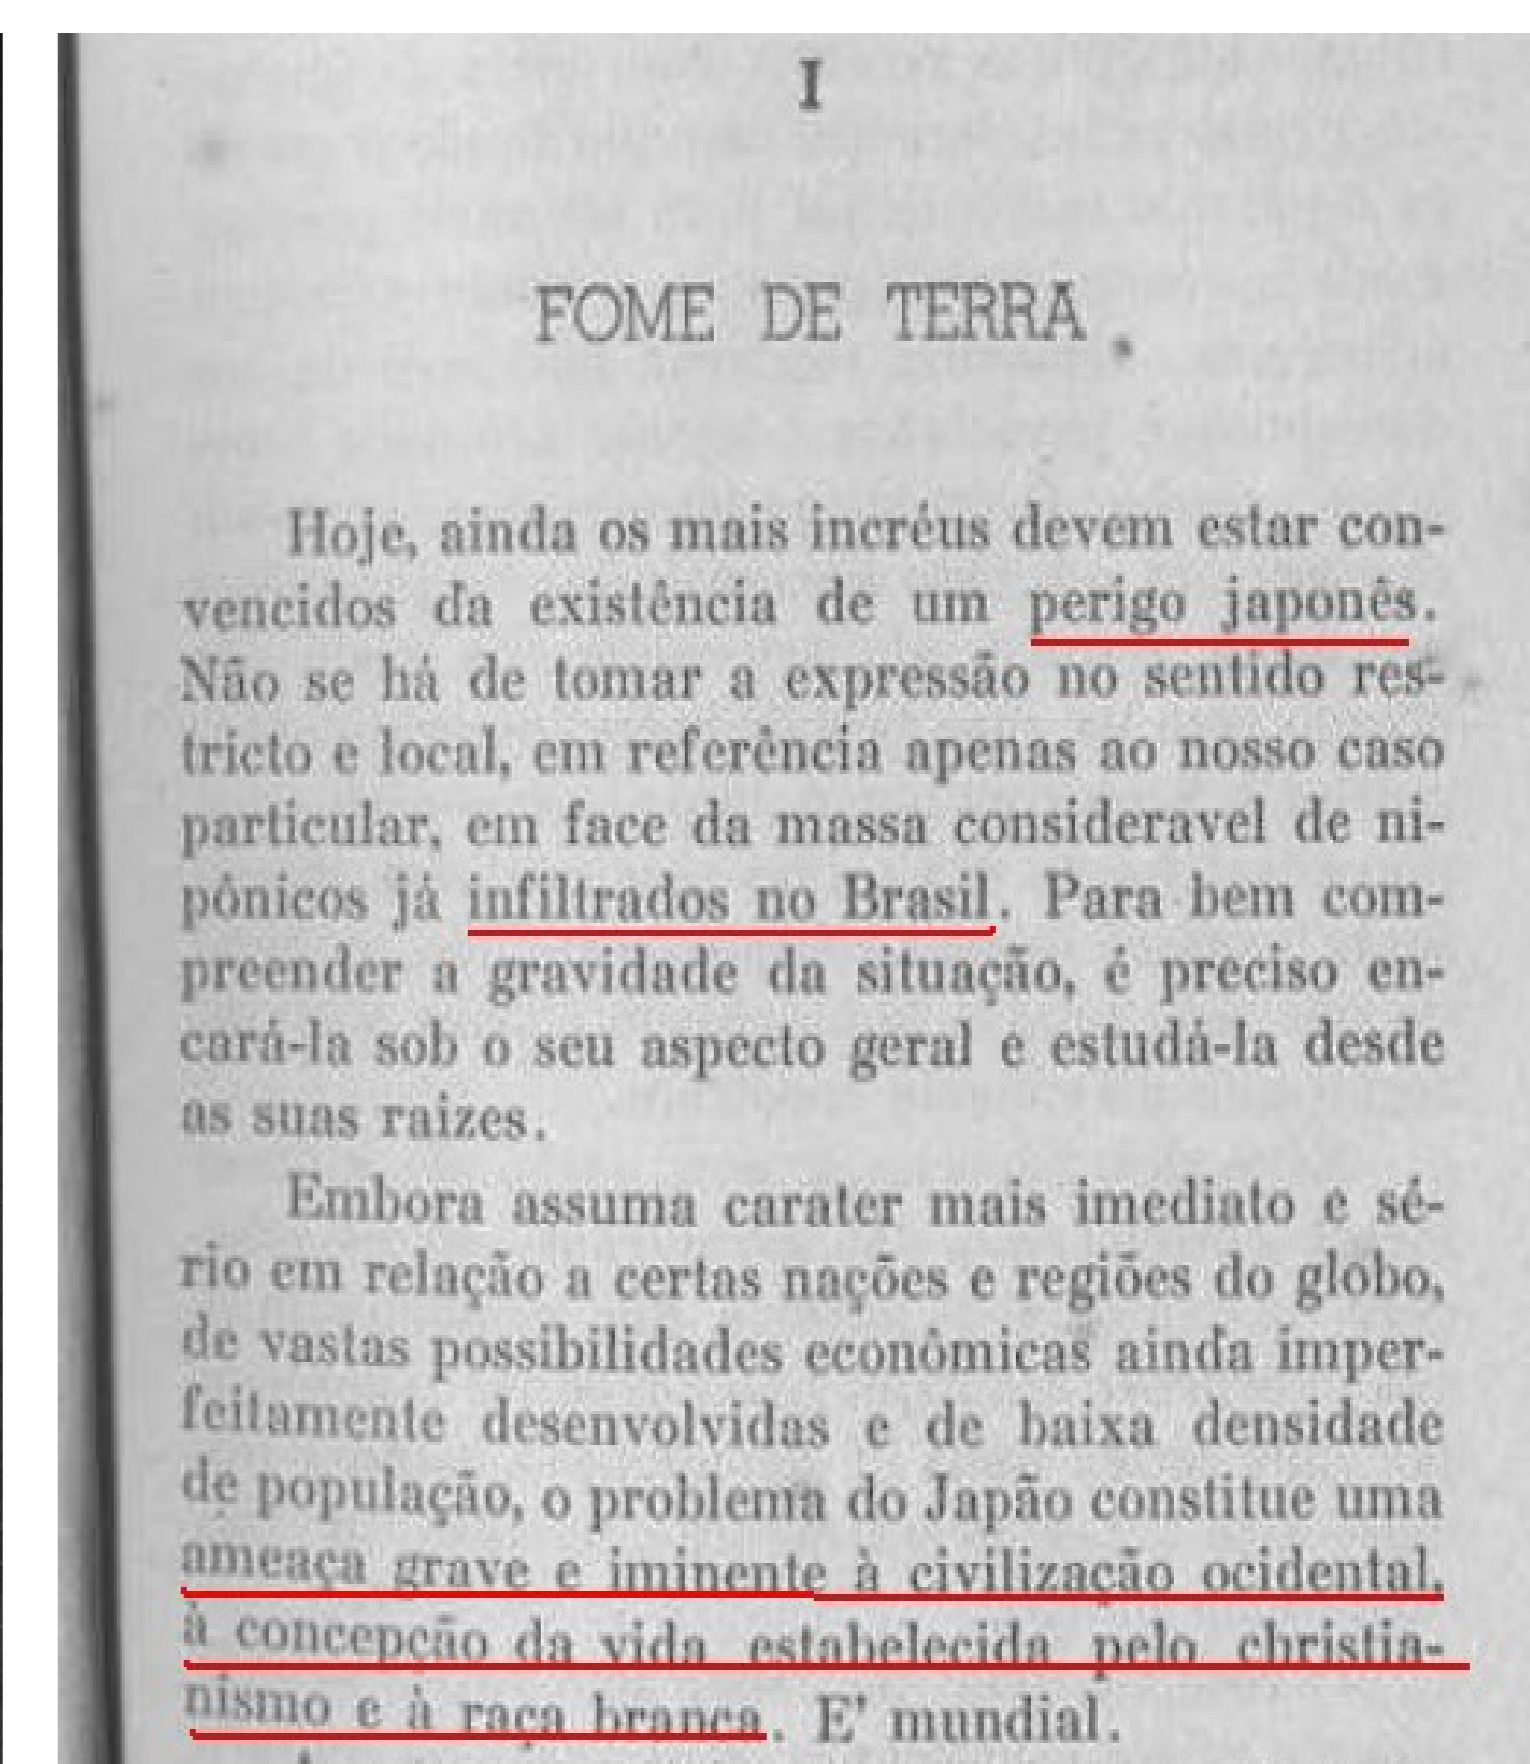 I
FOME DE TERRA
Hoje, ainda os mais incréus devem estar con-
vencidos da existência de um perigo japonês.
Não se há de tomar a expressão no sentido res-
tricto e local, em referência apenas ao nosso caso
particular, em face da massa consideravel de ni-
pônicos já infiltrados no Brasil. Para bem com-
preender a gravidade da situação, é preciso en-
cará-la sob o seu aspecto geral e estudá-la desde
as suas raizes.
Embora assuma carater mais imediato e sé-
rio em relação a certas nações e regiões do globo,
de vastas possibilidades econômicas ainda imper-
feitamente desenvolvidas e de baixa densidade
de população, o problema do Japão constitue uma
ameaça grave e iminente à civilização ocidental,
à concepção da vida estabelecida pelo christia-
nismo e à raça branca. E' mundial.